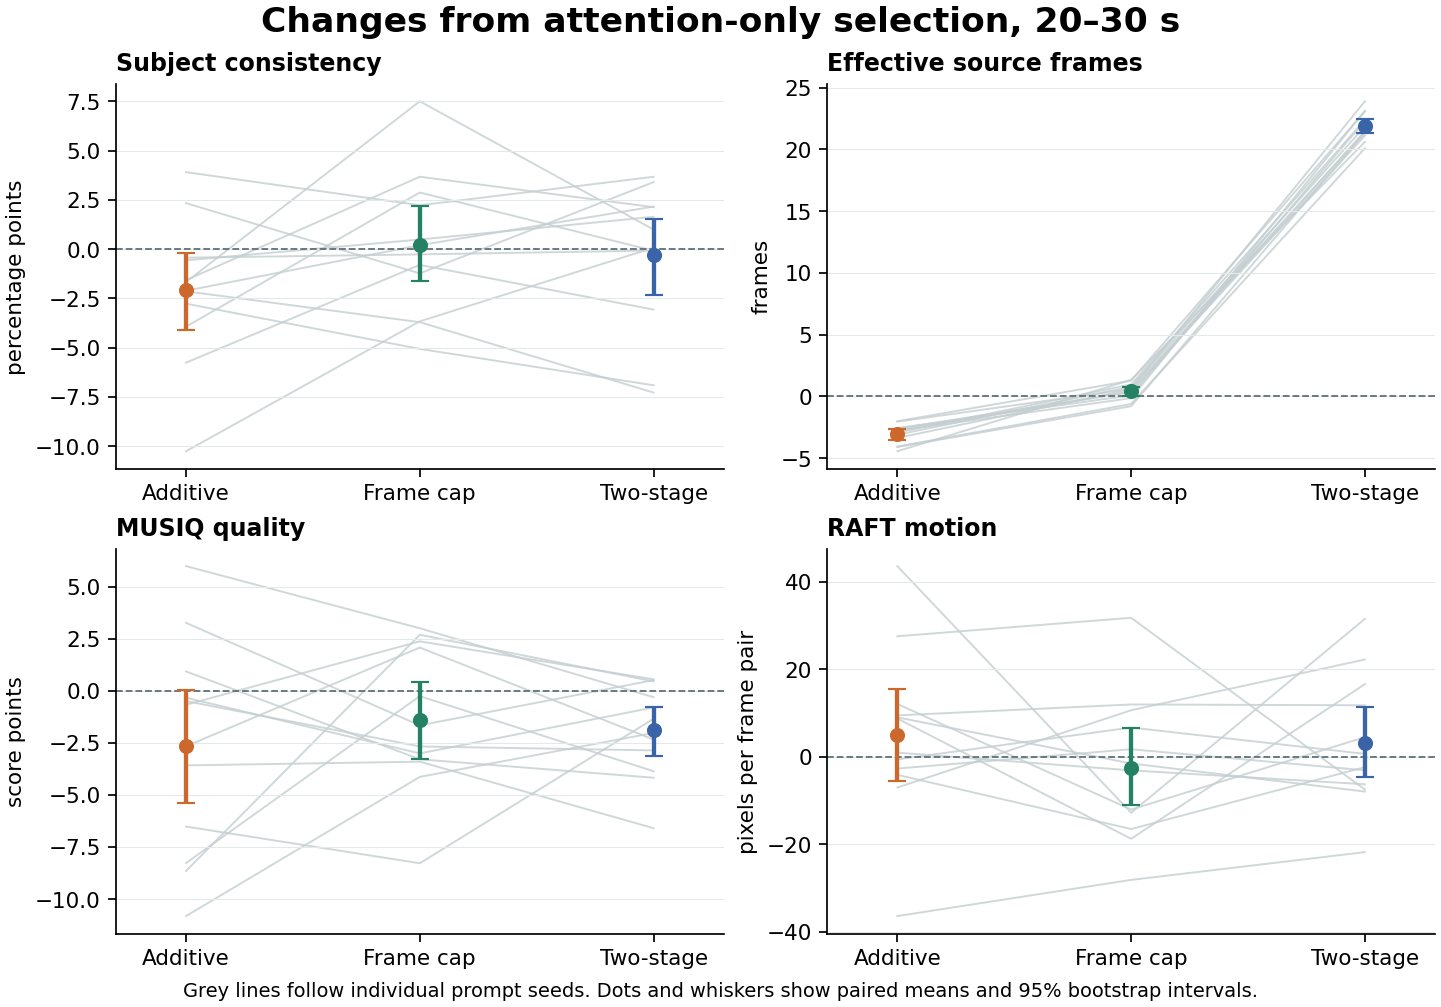 Changes from attention-only selection, 20–30 s
Subject consistency
percentage points
7.5
5.0
2.5
0.0
−2.5
−5.0
−7.5
−10.0
Additive
Frame cap
Two-stage
Effective source frames
frames
25
20
15
10
5
0
−5
Additive
Frame cap
Two-stage
MUSIQ quality
score points
5.0
2.5
0.0
−2.5
−5.0
−7.5
−10.0
Additive
Frame cap
Two-stage
RAFT motion
pixels per frame pair
40
20
0
−20
−40
Additive
Frame cap
Two-stage
Grey lines follow individual prompt seeds. Dots and whiskers show paired means and 95% bootstrap intervals.